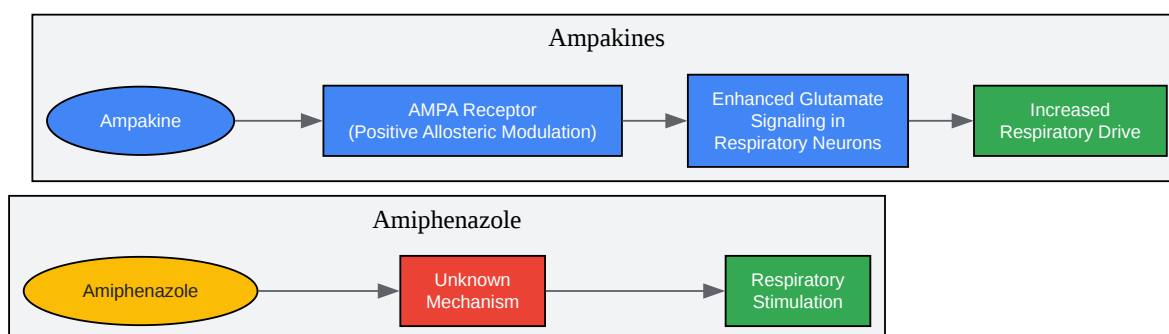 Ampakines
Ampakine
AMPA Receptor
(Positive Allosteric Modulation)
Enhanced Glutamate
Signaling in
Respiratory Neurons
Increased
Respiratory Drive
Amiphenazole
Amiphenazole
Unknown
Mechanism
Respiratory
Stimulation